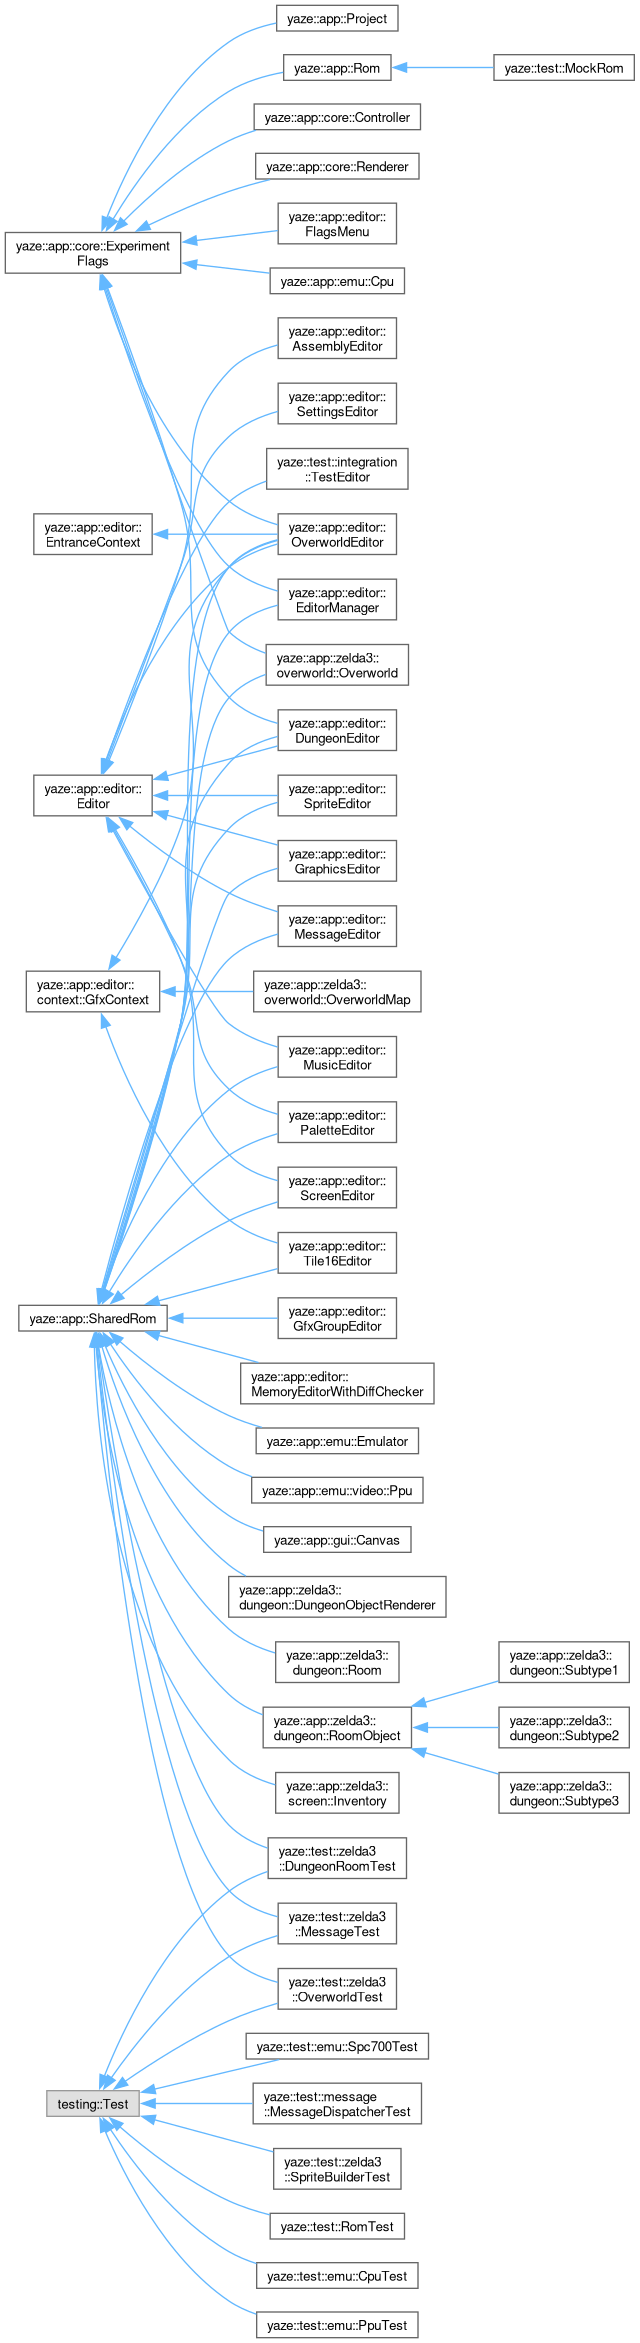 yaze::app::Project
yaze::app::Rom
yaze::test::MockRom
yaze::app::core::Controller
yaze::app::core::Renderer
yaze::app::core::Experiment
Flags
yaze::app::editor::
FlagsMenu
yaze::app::emu::Cpu
yaze::app::editor::
AssemblyEditor
yaze::app::editor::
SettingsEditor
yaze::test::integration
::TestEditor
yaze::app::editor::
EntranceContext
yaze::app::editor::
OverworldEditor
yaze::app::editor::
EditorManager
yaze::app::zelda3::
overworld::Overworld
yaze::app::editor::
DungeonEditor
yaze::app::editor::
Editor
yaze::app::editor::
SpriteEditor
yaze::app::editor::
GraphicsEditor
yaze::app::editor::
MessageEditor
yaze::app::editor::
context::GfxContext
yaze::app::zelda3::
overworld::OverworldMap
yaze::app::editor::
MusicEditor
yaze::app::editor::
PaletteEditor
yaze::app::editor::
ScreenEditor
yaze::app::editor::
Tile16Editor
yaze::app::SharedRom
yaze::app::editor::
GfxGroupEditor
yaze::app::editor::
MemoryEditorWithDiffChecker
yaze::app::emu::Emulator
yaze::app::emu::video::Ppu
yaze::app::gui::Canvas
yaze::app::zelda3::
dungeon::DungeonObjectRenderer
yaze::app::zelda3::
dungeon::Room
yaze::app::zelda3::
dungeon::RoomObject
yaze::app::zelda3::
dungeon::Subtype1
yaze::app::zelda3::
dungeon::Subtype2
yaze::app::zelda3::
dungeon::Subtype3
yaze::app::zelda3::
screen::Inventory
yaze::test::zelda3
::DungeonRoomTest
yaze::test::zelda3
::MessageTest
yaze::test::zelda3
::OverworldTest
yaze::test::emu::Spc700Test
testing::Test
yaze::test::message
::MessageDispatcherTest
yaze::test::zelda3
::SpriteBuilderTest
yaze::test::RomTest
yaze::test::emu::CpuTest
yaze::test::emu::PpuTest